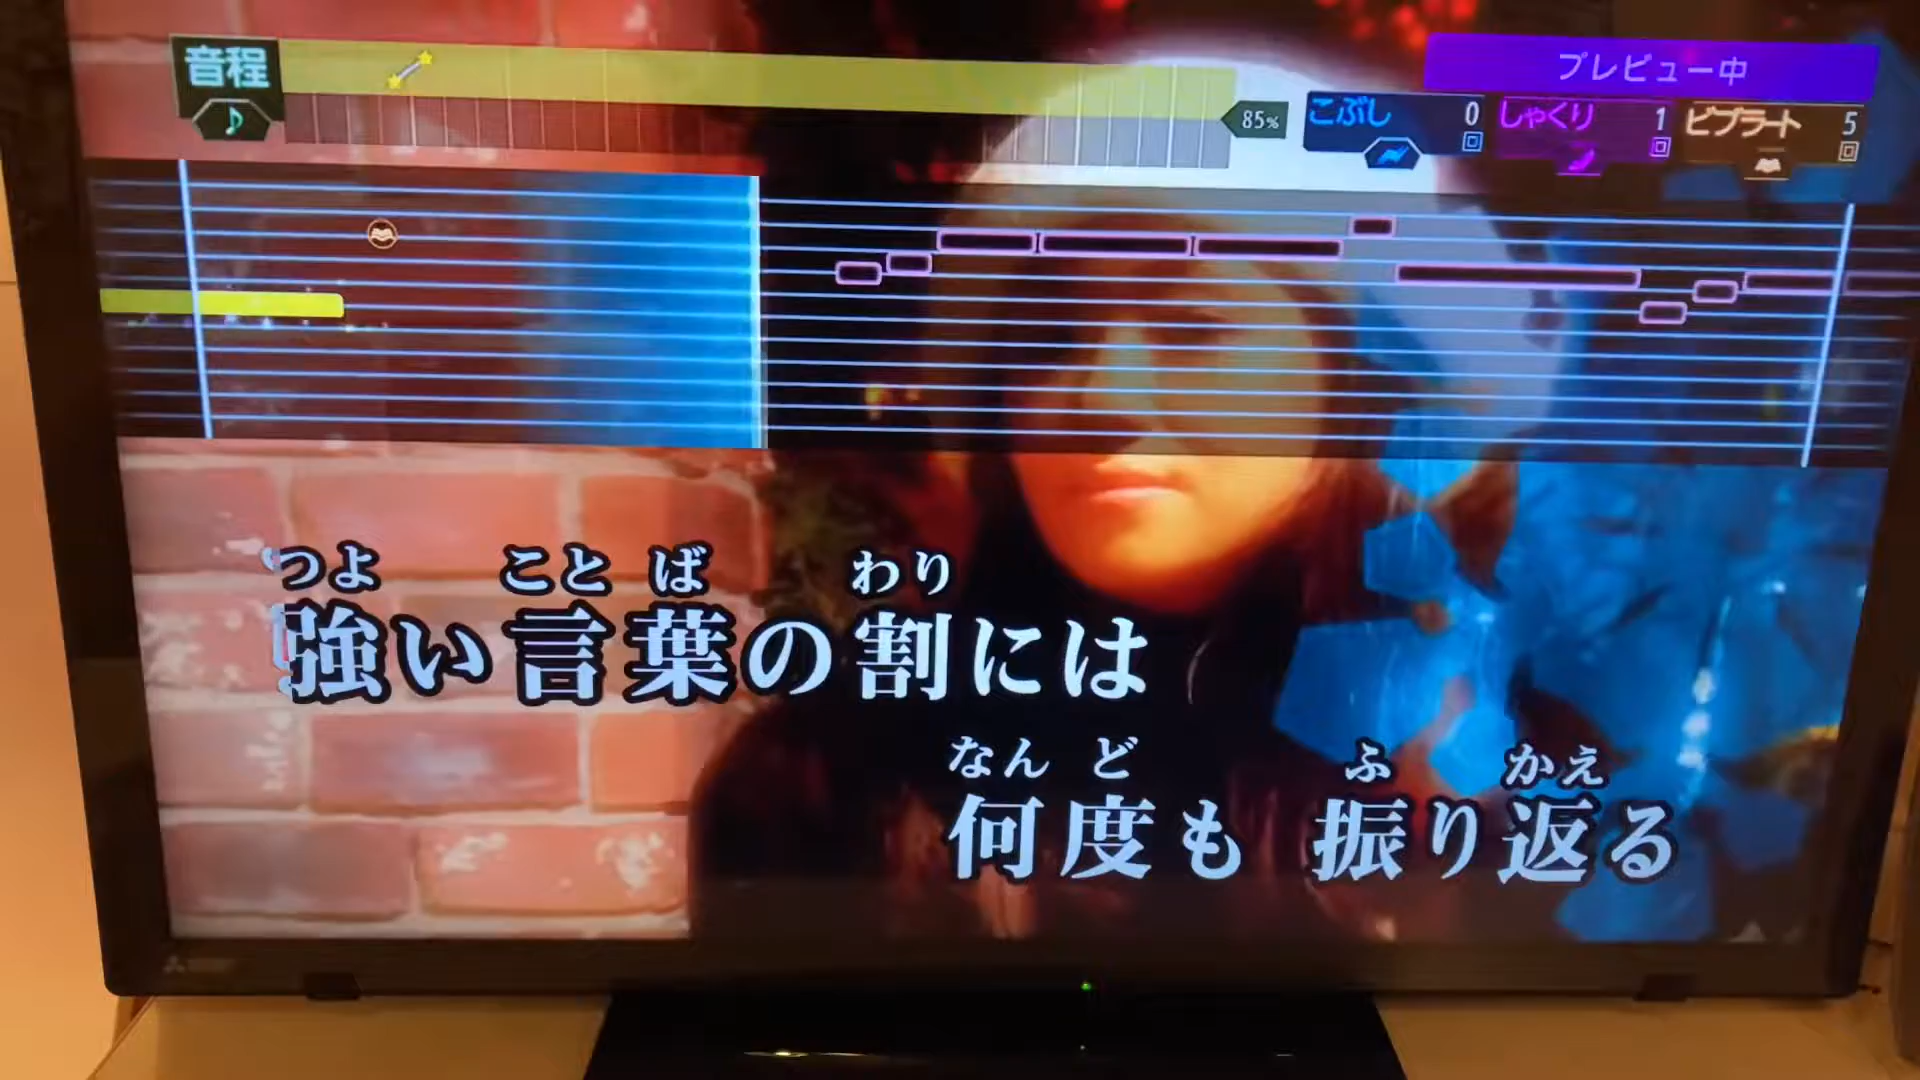 音程
プレビュー中
85%
こぶし 0
しゃくり 1
ビブラート 5
つよ ことば わり
強い言葉の割には
なんど ふ かえ
何度も 振り返る